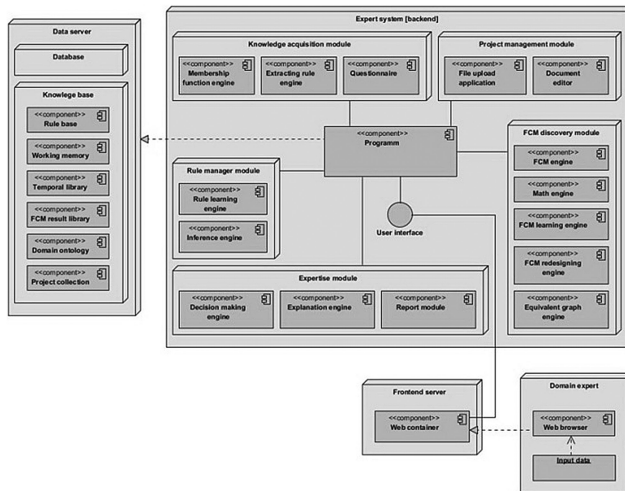 Data server
Database
Knowlege base
<<component>>
Rule base
<<component>>
Working memory
<<component>>
Temporal library
<<component>>
FCM result library
<<component>>
Domain ontology
<<component>>
Project collection
Expert system [backend]
Knowledge acquisition module
<<component>>
Membership
function engine
<<component>>
Extracting rule
engine
<<component>>
Questionnaire
Project management module
<<component>>
File upload
application
<<component>>
Document
editor
<<component>>
Programm
FCM discovery module
<<component>>
FCM engine
<<component>>
Math engine
<<component>>
FCM learning engine
<<component>>
FCM redesigning
engine
<<component>>
Equivalent graph
engine
Rule manager module
<<component>>
Rule learning
engine
<<component>>
Inference engine
User interface
Expertise module
<<component>>
Decision making
engine
<<component>>
Explanation engine
<<component>>
Report module
Frontend server
<<component>>
Web container
Domain expert
<<component>>
Web browser
Input data